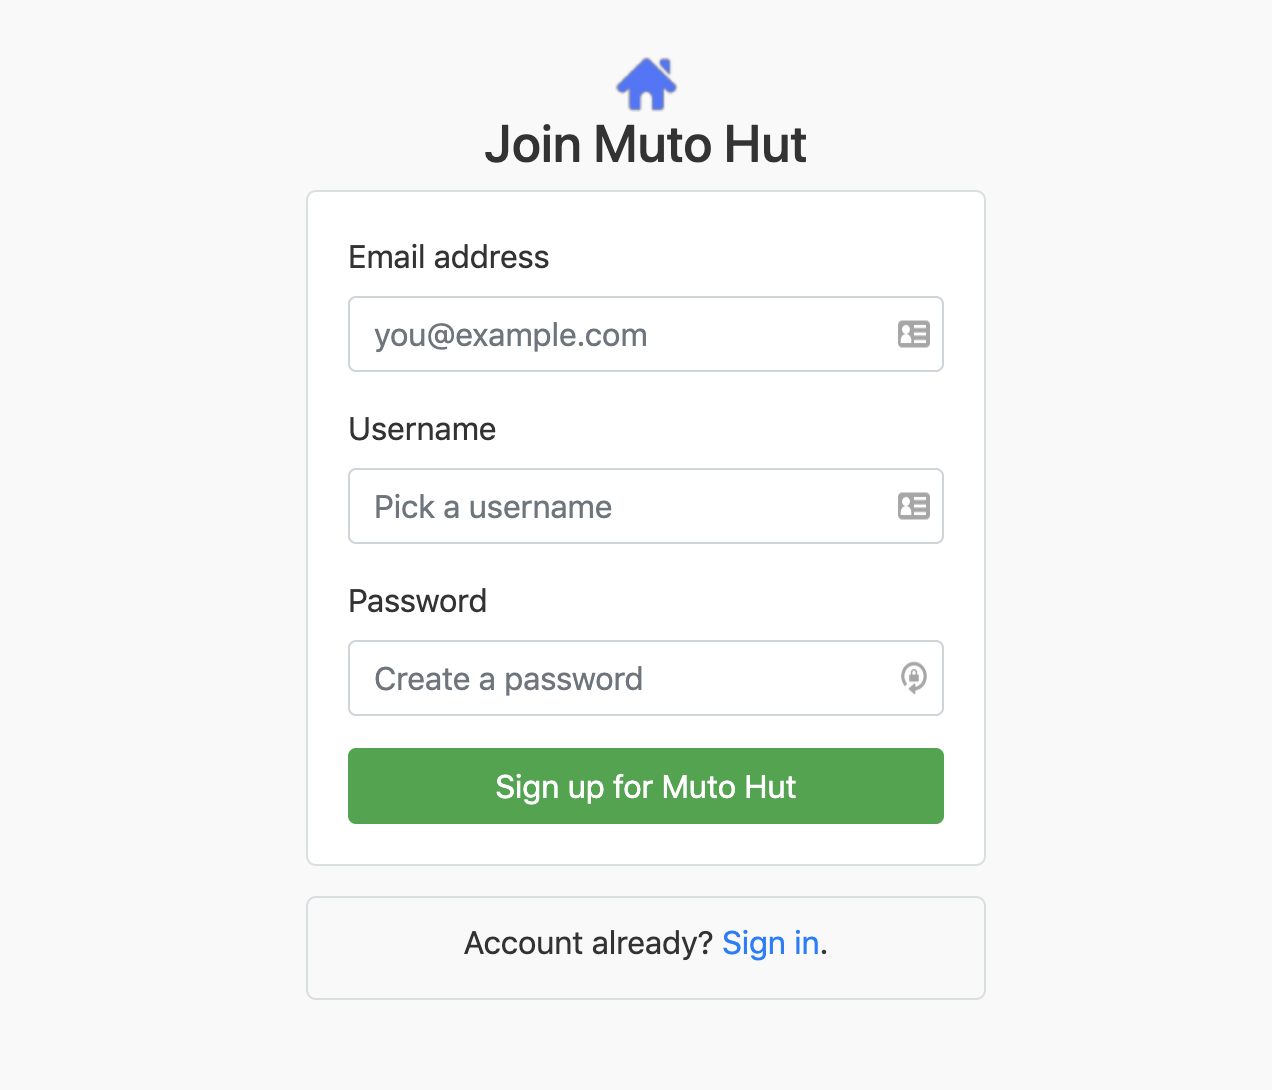 Join Muto Hut
Email address
you@example.com
Username
Pick a username
Password
Create a password
Sign up for Muto Hut
Account already? Sign in.